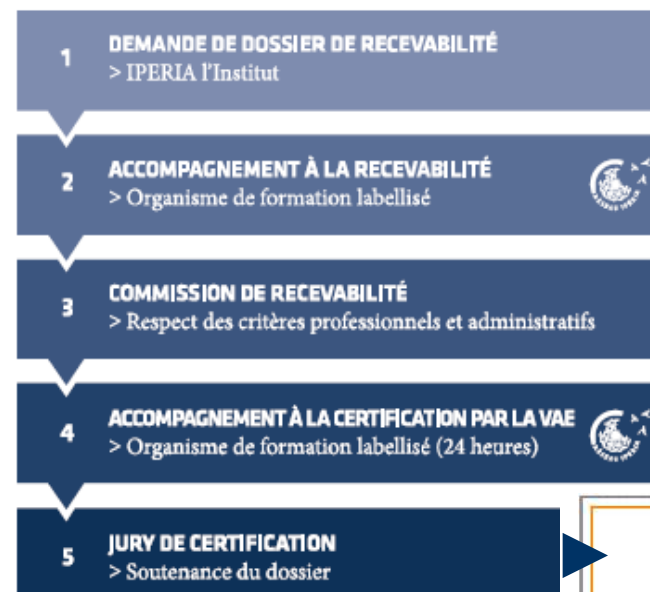 1
DEMANDE DE DOSSIER DE RECEVABILITÉ
> IPERIA l'Institut
2
ACCOMPAGNEMENT À LA RECEVABILITÉ
> Organisme de formation labellisé
3
COMMISSION DE RECEVABILITÉ
> Respect des critères professionnels et administratifs
4
ACCOMPAGNEMENT À LA CERTIFICATION PAR LA VAE
> Organisme de formation labellisé (24 heures)
5
JURY DE CERTIFICATION
> Soutenance du dossier